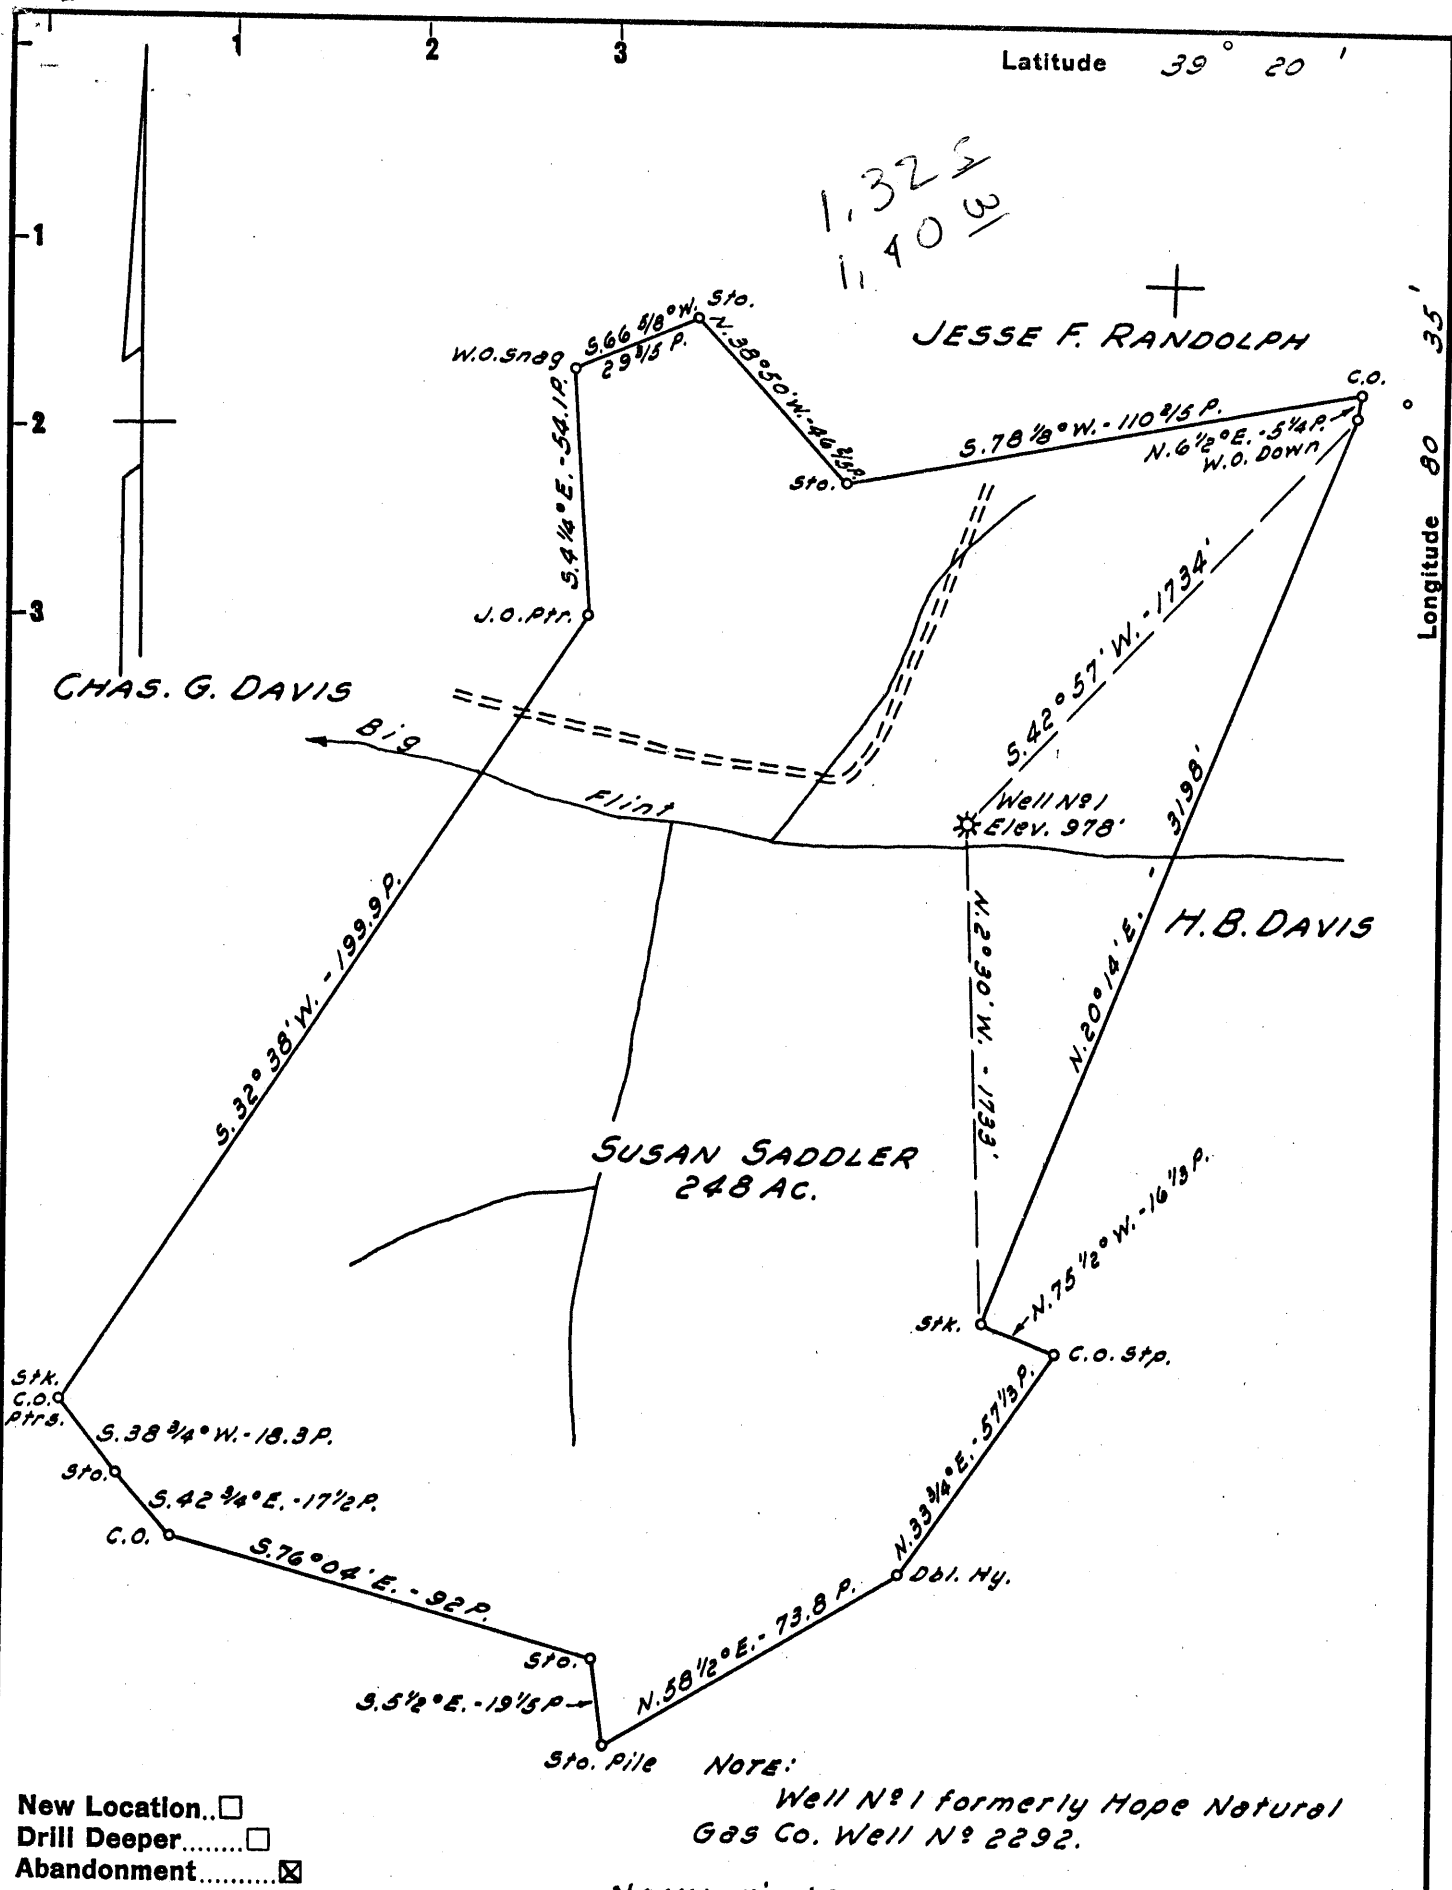 1 2 3
Latitude 39° 20'
1.32 S
1.40 W
-1
-2
-3
Longitude 80° 35'
JESSE F. RANDOLPH
Sto.
S.66 5/8° W.
29 3/5 P.
W.O. Snag
N.38°50'W.-46 2/5 P.
C.O.
S.78 1/8° W.-110 2/5 P.
N.6 1/2° E.-5 1/4 P.
W.O. Down
Sto.
S.4 1/4° E.-54.1 P.
J.O. Ptr.
S.42°57' W.-1734'
CHAS. G. DAVIS
Big
Flint
Well Nº 1
Elev. 978'
N.20°14' E. - 3198'
H.B. DAVIS
S.32°38' W.-199.9 P.
N.2°30' W. - 1733.'
SUSAN SADDLER
248 AC.
N.75 1/2° W.-16 1/3 P.
Stk.
C.O. Stp.
Stk.
C.O.
Ptrs.
S.38 3/4° W.-18.3 P.
Sto.
S.42 3/4° E.-17 1/2 P.
C.O.
N.33 3/4° E.-57 1/3 P.
S.76°04' E.-92 P.
Dbl. Hy.
Sto.
N.58 1/2° E.-73.8 P.
S.5 1/2° E.-19 1/5 P
Sto. Pile
NOTE:
Well Nº 1 formerly Hope Natural
Gas Co. Well Nº 2292.
New Location..☐
Drill Deeper........☐
Abandonment..........☒